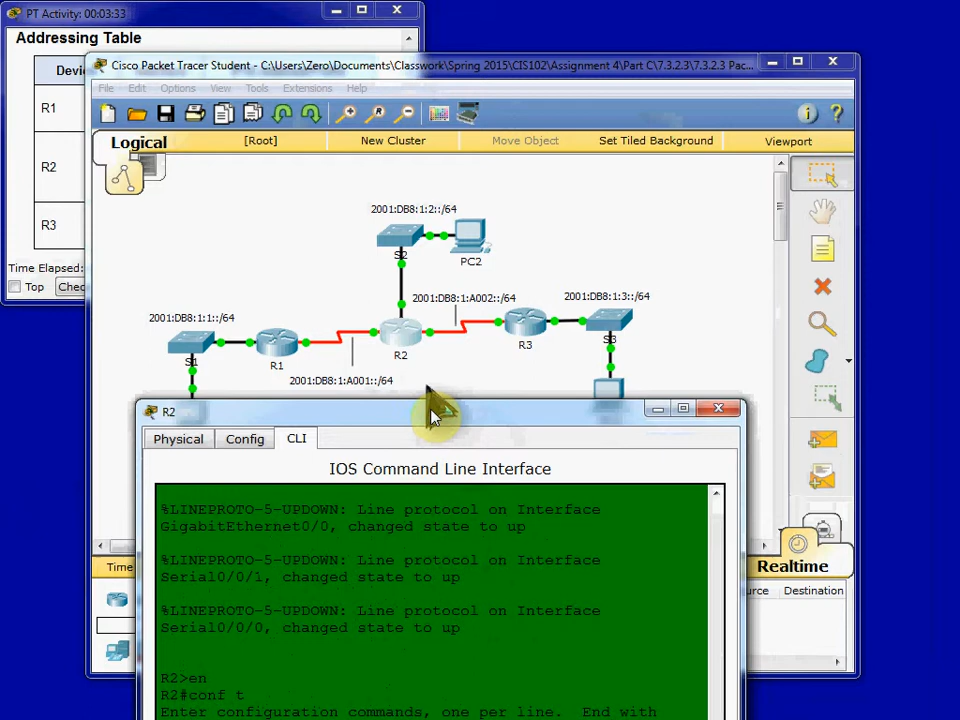 PT Activity: 00:03:33
Addressing Table
Devi
R1
R2
R3
Time Elapsed:
Top
Chec
Cisco Packet Tracer Student - C:\Users\Zero\Documents\Classwork\Spring 2015\CIS102\Assignment 4\Part C\7.3.2.3\7.3.2.3 Pac...
File Edit Options View Tools Extensions Help
Logical [Root] New Cluster Move Object Set Tiled Background Viewport
2001:DB8:1:2::/64
S2
PC2
2001:DB8:1:A002::/64
2001:DB8:1:3::/64
2001:DB8:1:1::/64
S1
R1
R2
R3
S3
2001:DB8:1:A001::/64
Time
Realtime
urce Destination
R2
Physical Config CLI
IOS Command Line Interface
%LINEPROTO-5-UPDOWN: Line protocol on Interface
GigabitEthernet0/0, changed state to up
%LINEPROTO-5-UPDOWN: Line protocol on Interface
Serial0/0/1, changed state to up
%LINEPROTO-5-UPDOWN: Line protocol on Interface
Serial0/0/0, changed state to up
R2>en
R2#conf t
Enter configuration commands, one per line. End with